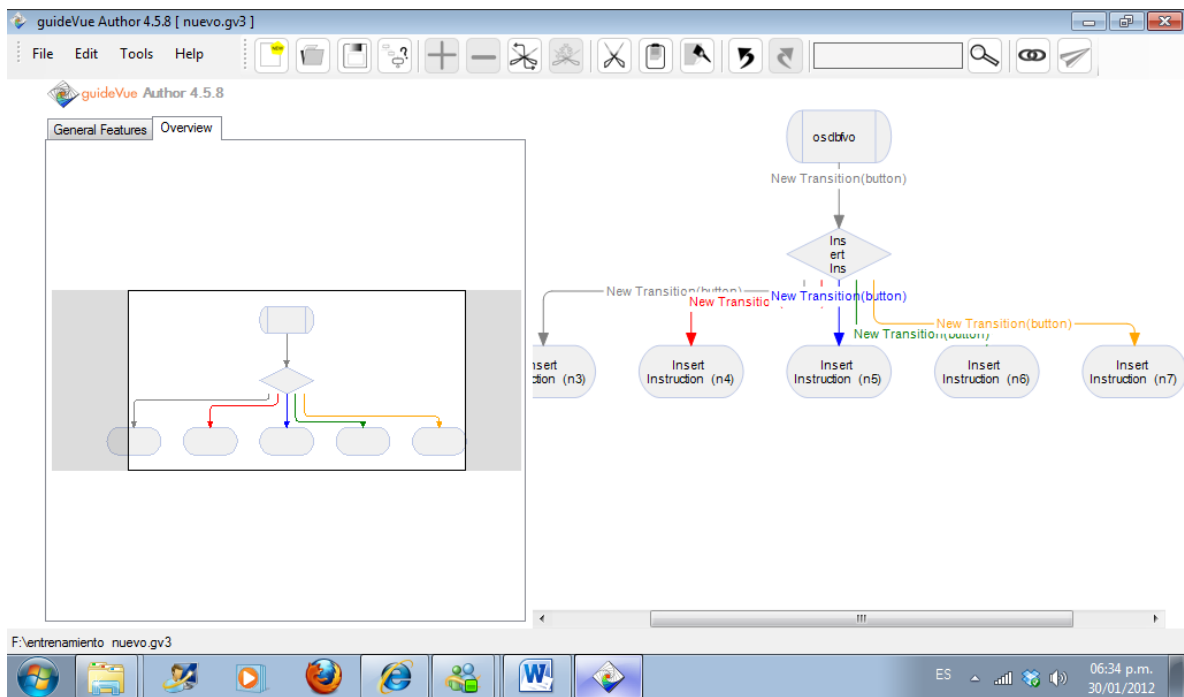 guideVue Author 4.5.8 [ nuevo.gv3 ]
File Edit Tools Help
NEW
guideVue Author 4.5.8
General Features Overview
osdbfvo
New Transition(button)
Ins
ert
Ins
New Transition(button)
New Transitic
New Transition(button)
New Transition(button)
New Transition(button)
nsert
ction (n3)
Insert
Instruction (n4)
Insert
Instruction (n5)
Insert
Instruction (n6)
Insert
Instruction (n7)
F:\entrenamiento nuevo.gv3
W
ES
06:34 p.m.
30/01/2012